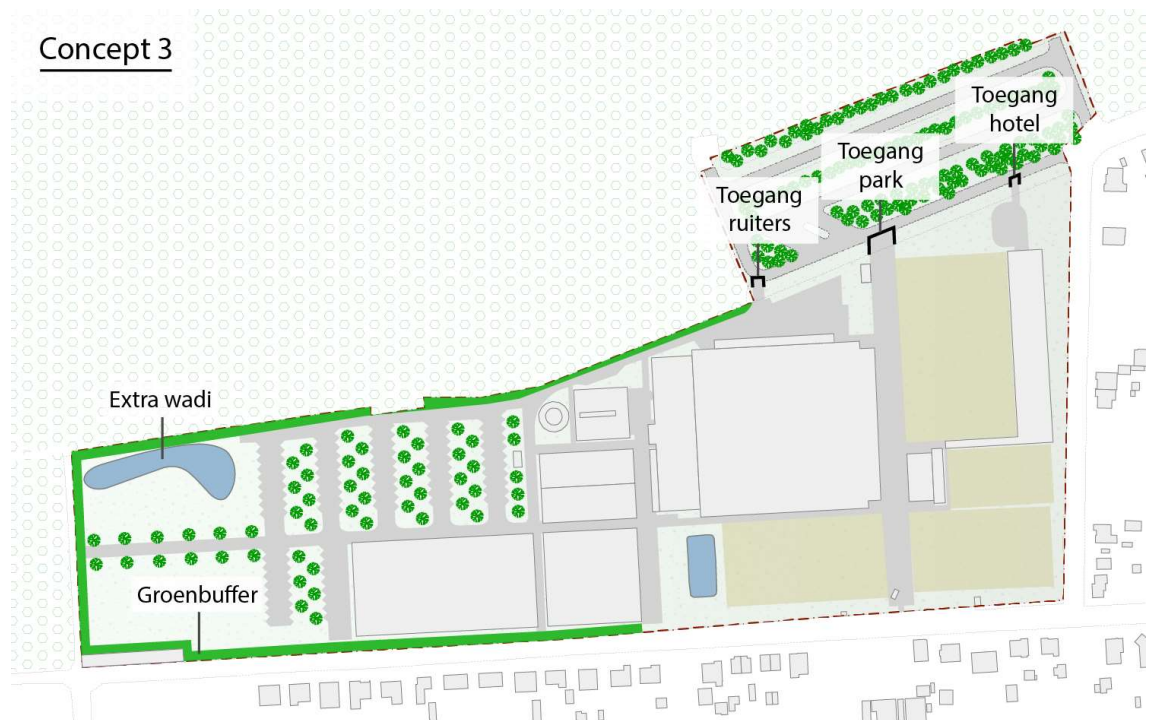 Concept 3
Toegang
hotel
Toegang
park
Toegang
ruiters
Extra wadi
Groenbuffer